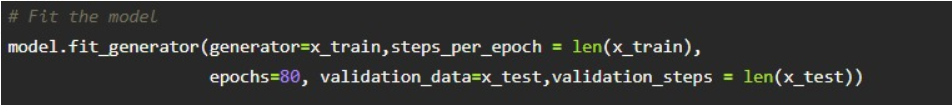 # Fit the model
model.fit_generator(generator=x_train,steps_per_epoch = len(x_train),
epochs=80, validation_data=x_test,validation_steps = len(x_test))